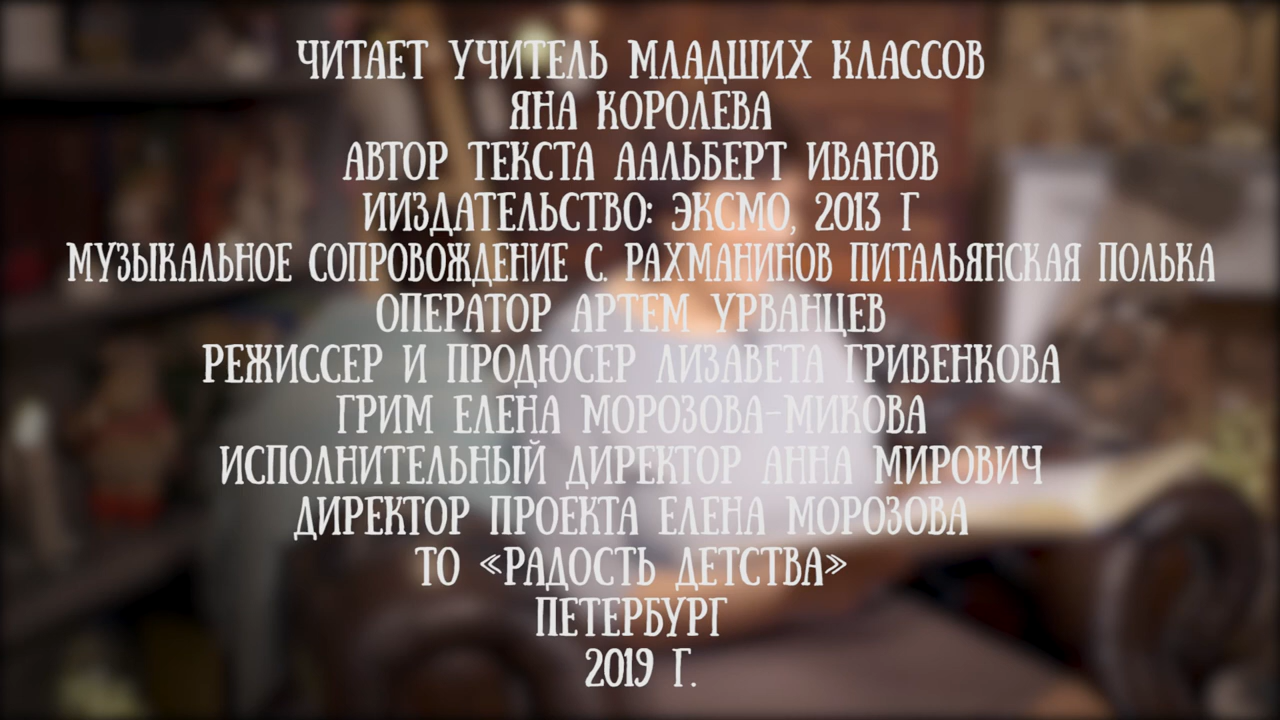 ЧИТАЕТ УЧИТЕЛЬ МЛАДШИХ КЛАССОВ
ЯНА КОРОЛЕВА
АВТОР ТЕКСТА ААЛЬБЕРТ ИВАНОВ
ИИЗДАТЕЛЬСТВО: ЭКСМО, 2013 Г
МУЗЫКАЛЬНОЕ СОПРОВОЖДЕНИЕ С. РАХМАНИНОВ ПИТАЛЬЯНСКАЯ ПОЛЬКА
ОПЕРАТОР АРТЕМ УРВАНЦЕВ
РЕЖИССЕР И ПРОДЮСЕР ЛИЗАВЕТА ГРИВЕНКОВА
ГРИМ ЕЛЕНА МОРОЗОВА-МИКОВА
ИСПОЛНИТЕЛЬНЫЙ ДИРЕКТОР АННА МИРОВИЧ
ДИРЕКТОР ПРОЕКТА ЕЛЕНА МОРОЗОВА
ТО «РАДОСТЬ ДЕТСТВА»
ПЕТЕРБУРГ
2019 Г.